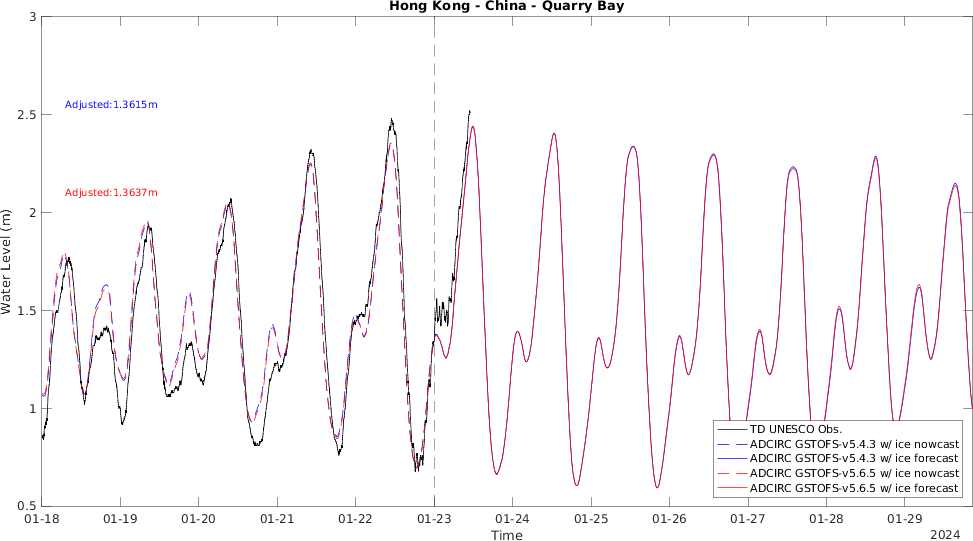 Hong Kong - China - Quarry Bay
3
2.5
2
1.5
1
0.5
Water Level (m)
Adjusted:1.3615m
Adjusted:1.3637m
TD UNESCO Obs.
ADCIRC GSTOFS-v5.4.3 w/ ice nowcast
ADCIRC GSTOFS-v5.4.3 w/ ice forecast
ADCIRC GSTOFS-v5.6.5 w/ ice nowcast
ADCIRC GSTOFS-v5.6.5 w/ ice forecast
01-18 01-19 01-20 01-21 01-22 01-23 01-24 01-25 01-26 01-27 01-28 01-29
Time
2024